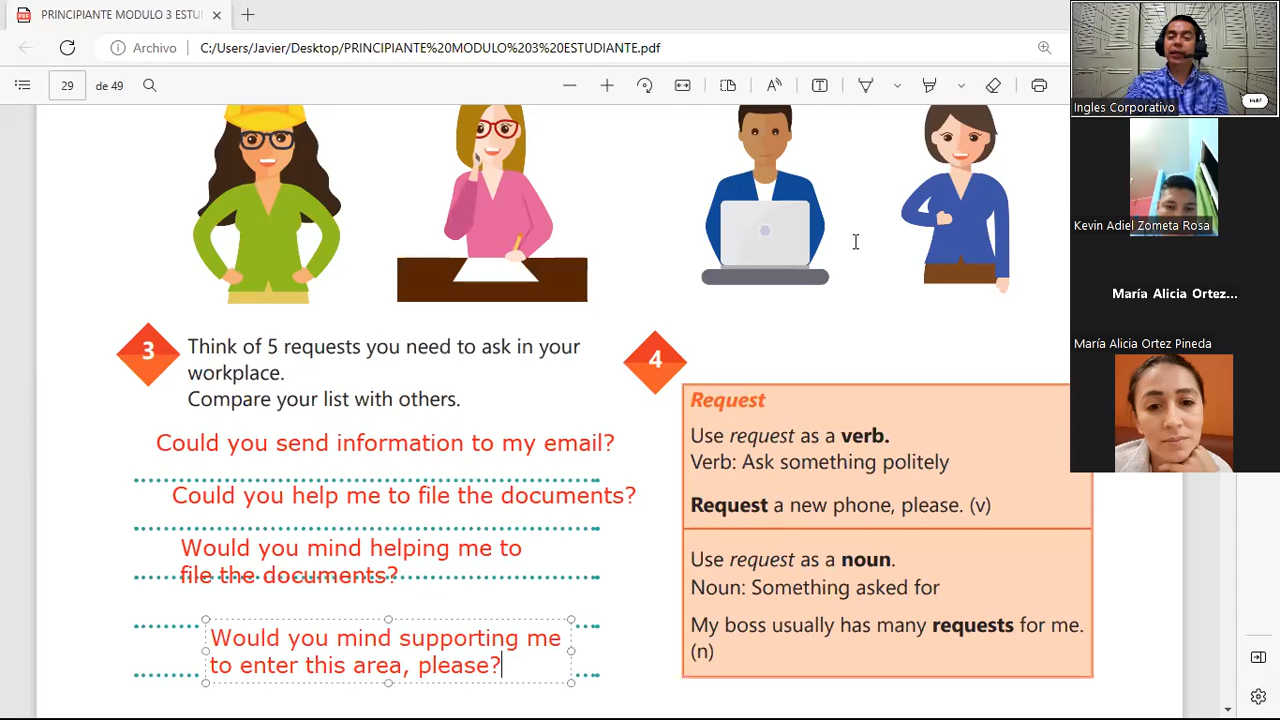 PRINCIPIANTE MODULO 3 ESTU
Archivo
C:/Users/Javier/Desktop/PRINCIPIANTE%20MODULO%203%20ESTUDIANTE.pdf
29
de 49
3
Think of 5 requests you need to ask in your
workplace.
Compare your list with others.
Could you send information to my email?
Could you help me to file the documents?
Would you mind helping me to
file the documents?
Would you mind supporting me
to enter this area, please?
4
Request
Use request as a verb.
Verb: Ask something politely
Request a new phone, please. (v)
Use request as a noun.
Noun: Something asked for
My boss usually has many requests for me.
(n)
Ingles Corporativo
Kevin Adiel Zometa Rosa
María Alicia Ortez...
María Alicia Ortez Pineda